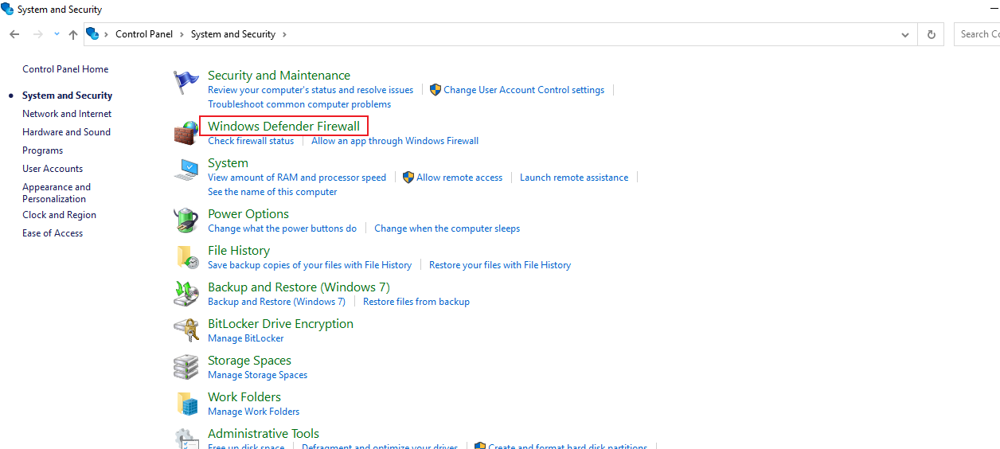 System and Security
Control Panel > System and Security >
Search Co
Control Panel Home
System and Security
Network and Internet
Hardware and Sound
Programs
User Accounts
Appearance and
Personalization
Clock and Region
Ease of Access
Security and Maintenance
Review your computer's status and resolve issues Change User Account Control settings
Troubleshoot common computer problems
Windows Defender Firewall
Check firewall status Allow an app through Windows Firewall
System
View amount of RAM and processor speed Allow remote access Launch remote assistance
See the name of this computer
Power Options
Change what the power buttons do Change when the computer sleeps
File History
Save backup copies of your files with File History Restore your files with File History
Backup and Restore (Windows 7)
Backup and Restore (Windows 7) Restore files from backup
BitLocker Drive Encryption
Manage BitLocker
Storage Spaces
Manage Storage Spaces
Work Folders
Manage Work Folders
Administrative Tools
Free up disk space Defragment and optimize your drives Create and format hard disk partitions